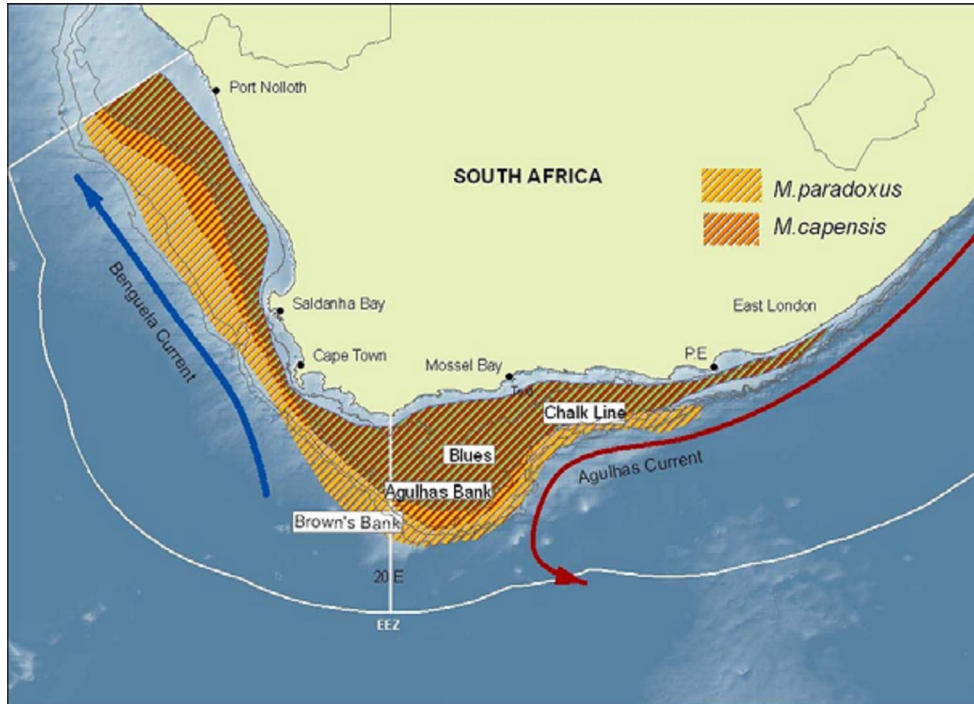 Port Nolloth
SOUTH AFRICA
M.paradoxus
M.capensis
Benguela Current
Saldanha Bay
East London
Cape Town
Mossel Bay
P.E
Chalk Line
Blues
Agulhas Current
Agulhas Bank
Brown's Bank
20 E
EEZ